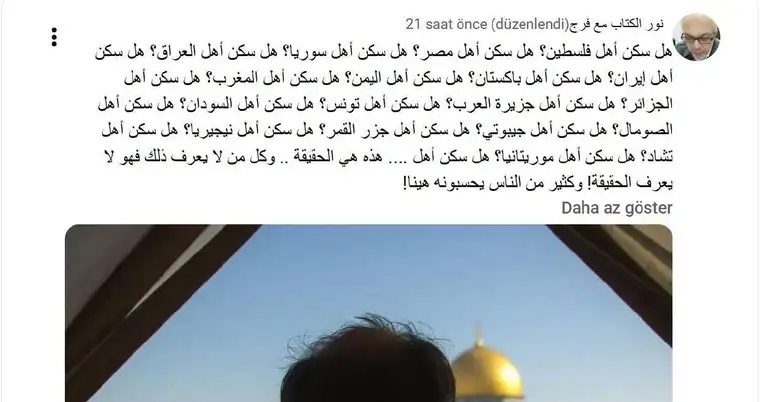 نور الكتاب مع فرج 21 saat önce (düzenlendi)
هل سكن أهل فلسطين؟ هل سكن أهل مصر؟ هل سكن أهل سوريا؟ هل سكن أهل العراق؟ هل سكن
أهل إيران؟ هل سكن أهل باكستان؟ هل سكن أهل اليمن؟ هل سكن أهل المغرب؟ هل سكن أهل
الجزائر؟ هل سكن أهل جزيرة العرب؟ هل سكن أهل تونس؟ هل سكن أهل السودان؟ هل سكن أهل
الصومال؟ هل سكن أهل جيبوتي؟ هل سكن أهل جزر القمر؟ هل سكن أهل نيجيريا؟ هل سكن أهل
تشاد؟ هل سكن أهل موريتانيا؟ هل سكن أهل .... هذه هي الحقيقة .. وكل من لا يعرف ذلك فهو لا
يعرف الحقيقة! وكثير من الناس يحسبونه هينا!
Daha az göster